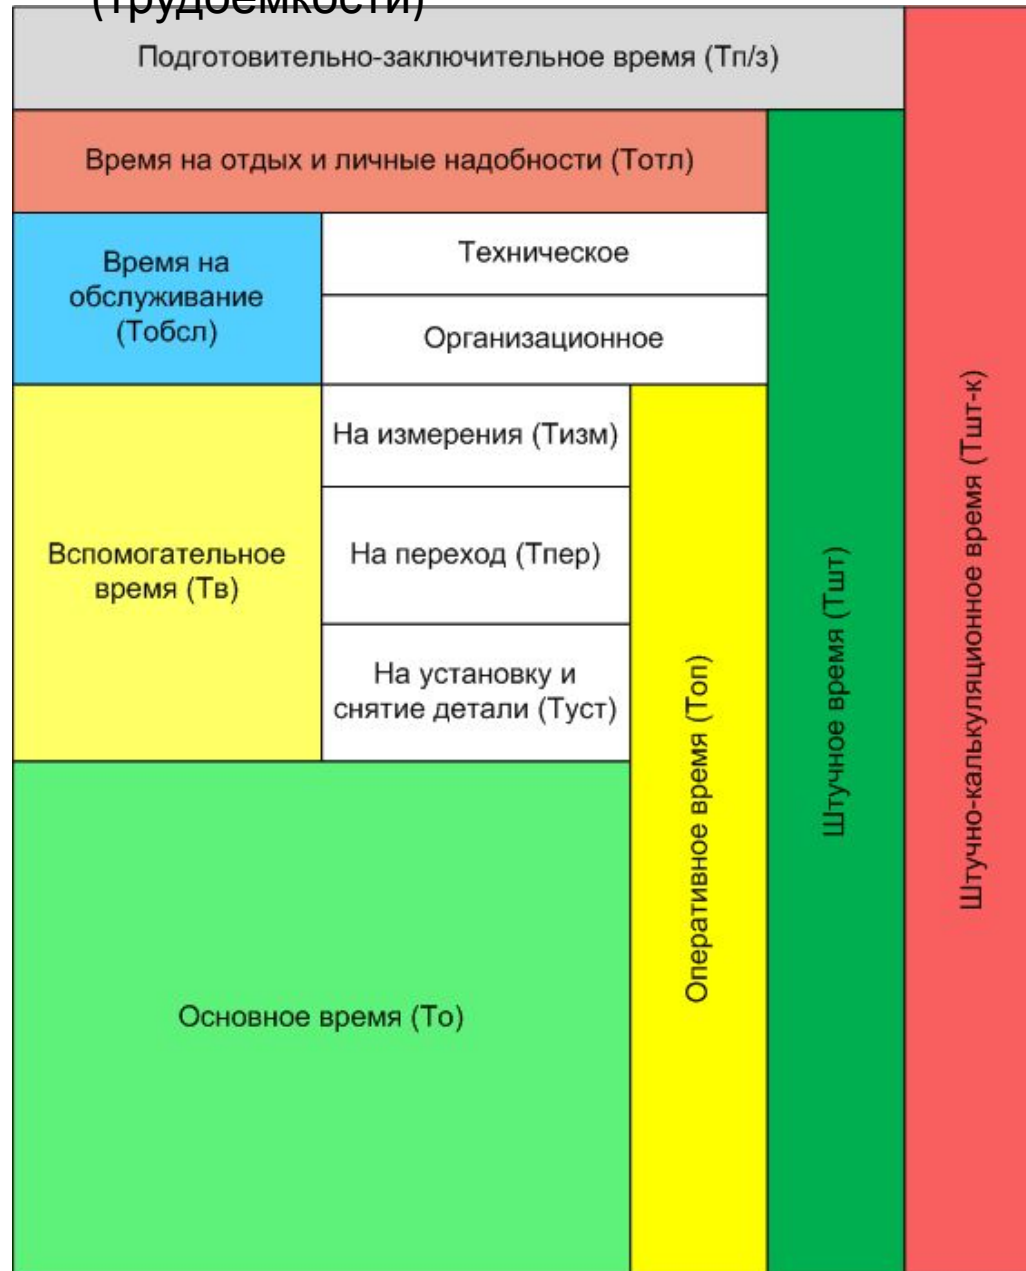 (трудоемкости)
Подготовительно-заключительное время (Тп/з)
Время на отдых и личные надобности (Тотл)
Время на
обслуживание
(Тобсл)
Техническое
Организационное
Вспомогательное
время (Тв)
На измерения (Тизм)
На переход (Тпер)
На установку и
снятие детали (Туст)
Основное время (То)
Оперативное время (Топ)
Штучное время (Тшт)
Штучно-калькуляционное время (Тшт-к)